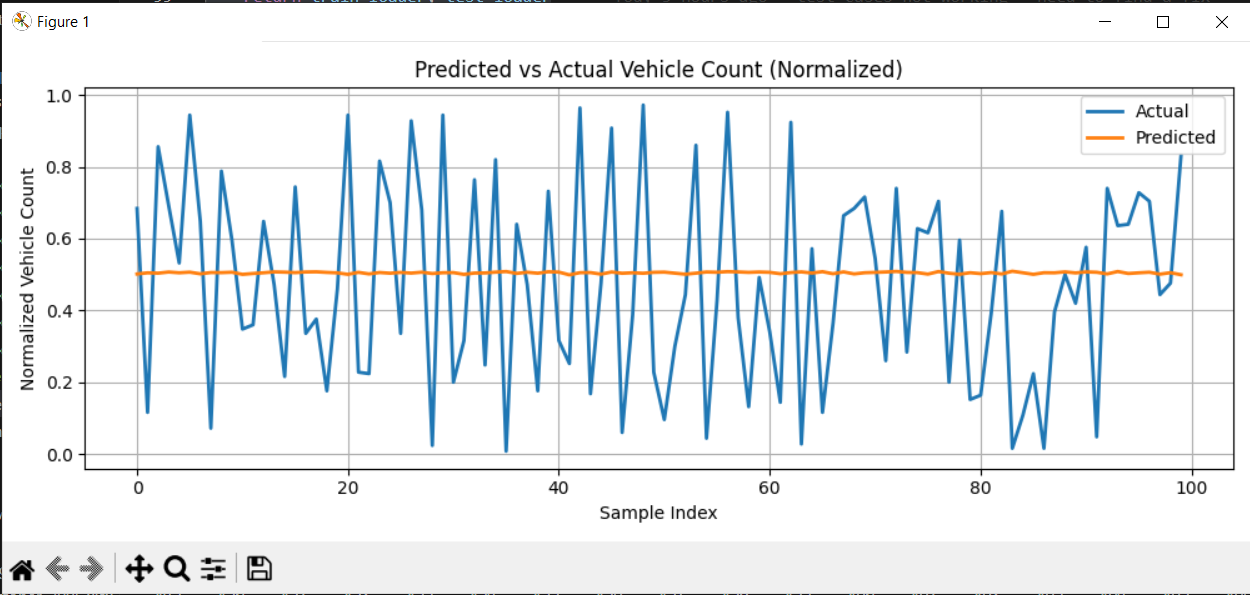 Figure 1
Predicted vs Actual Vehicle Count (Normalized)
Normalized Vehicle Count
1.0
0.8
0.6
0.4
0.2
0.0
Actual
Predicted
0 20 40 60 80 100
Sample Index